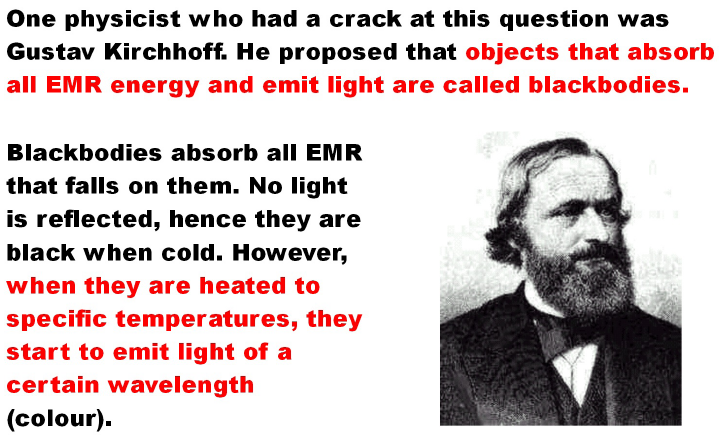 One physicist who had a crack at this question was
Gustav Kirchhoff. He proposed that objects that absorb
all EMR energy and emit light are called blackbodies.
Blackbodies absorb all EMR
that falls on them. No light
is reflected, hence they are
black when cold. However,
when they are heated to
specific temperatures, they
start to emit light of a
certain wavelength
(colour).